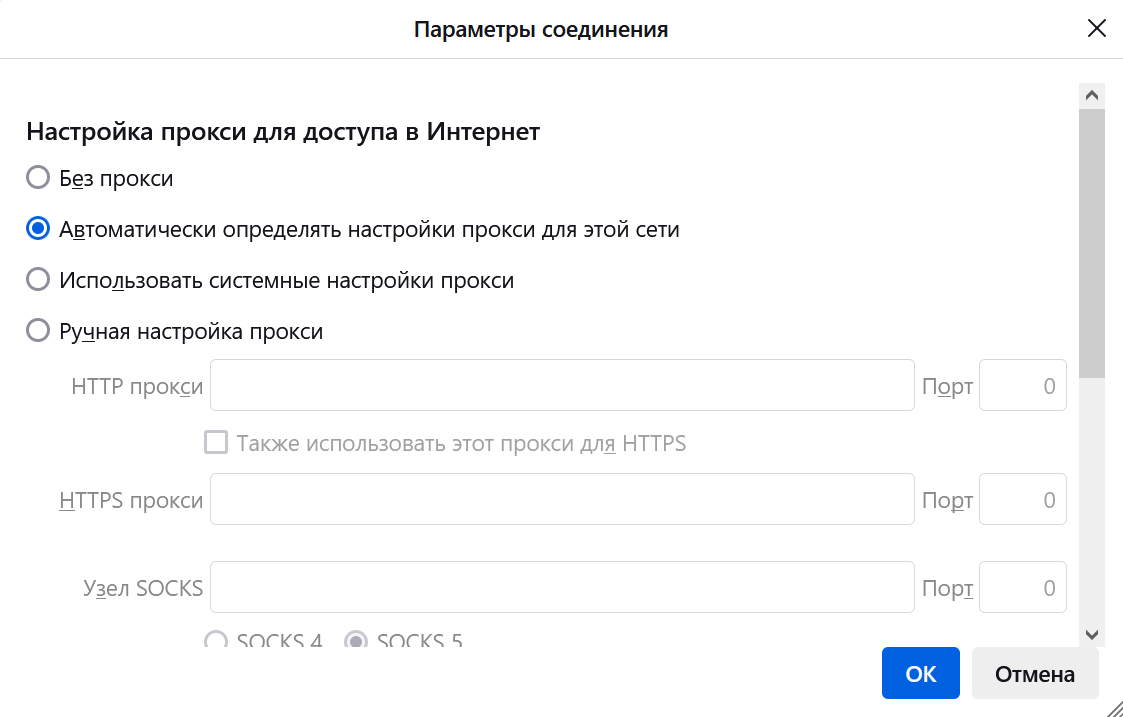 Параметры соединения
Настройка прокси для доступа в Интернет
Без прокси
Автоматически определять настройки прокси для этой сети
Использовать системные настройки прокси
Ручная настройка прокси
HTTP прокси Порт 0
Также использовать этот прокси для HTTPS
HTTPS прокси Порт 0
Узел SOCKS Порт 0
SOCKS 4 SOCKS 5
ОК Отмена